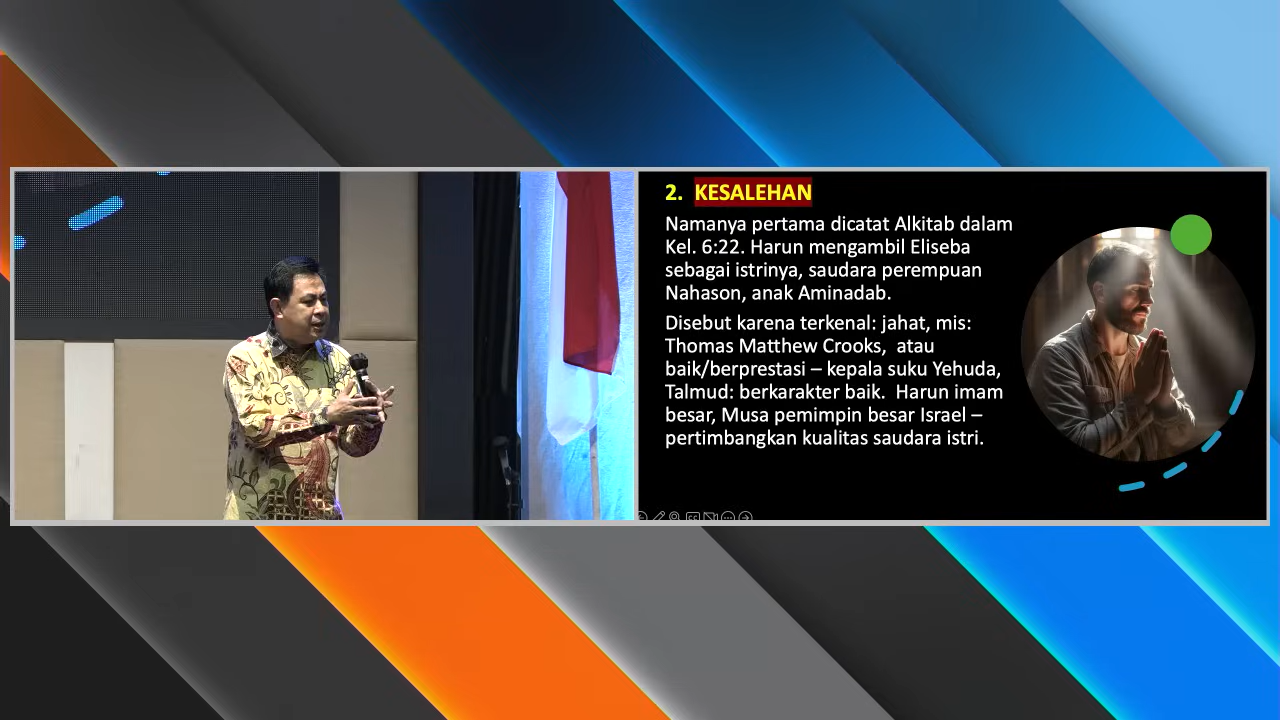 2. KESALEHAN
Namanya pertama dicatat Alkitab dalam
Kel. 6:22. Harun mengambil Eliseba
sebagai istrinya, saudara perempuan
Nahason, anak Aminadab.
Disebut karena terkenal: jahat, mis:
Thomas Matthew Crooks, atau
baik/berprestasi – kepala suku Yehuda,
Talmud: berkarakter baik. Harun imam
besar, Musa pemimpin besar Israel –
pertimbangkan kualitas saudara istri.